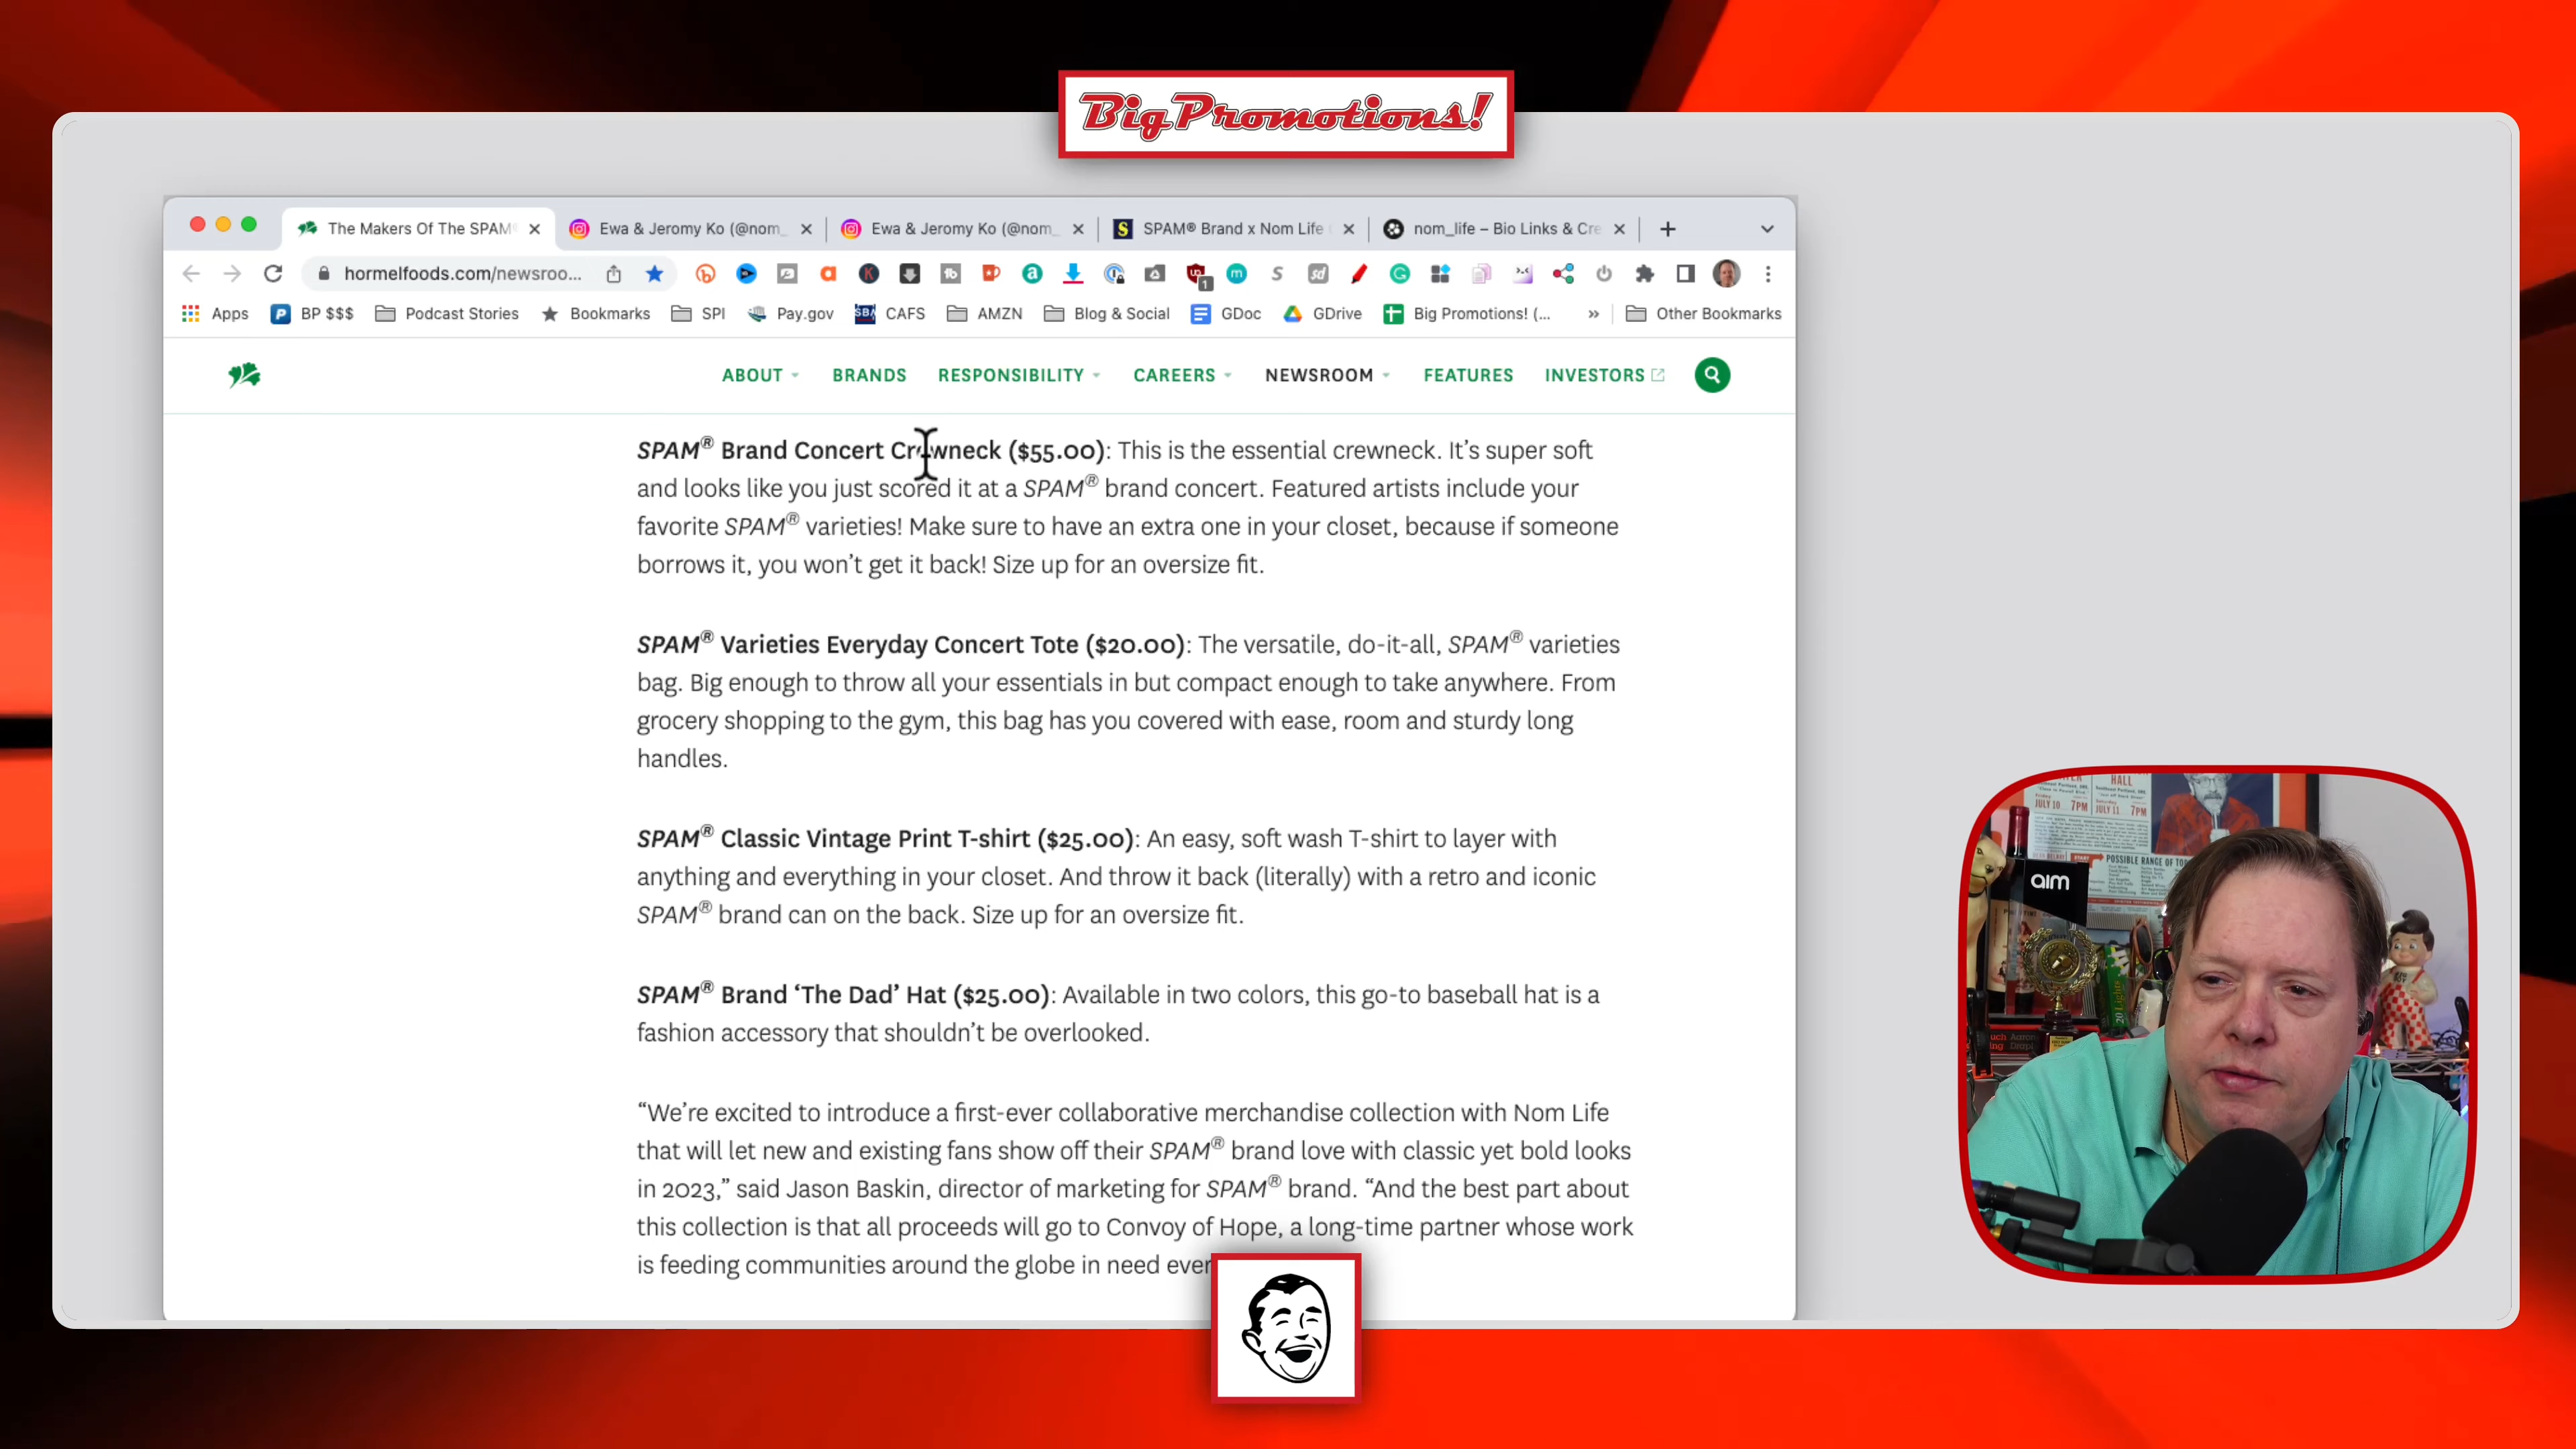 Big Promotions!
The Makers Of The SPAM®
Ewa & Jeromy Ko (@nom_
Ewa & Jeromy Ko (@nom_
SPAM® Brand x Nom Life
nom_life – Bio Links & Cre
hormelfoods.com/newsroo...
Apps
BP $$$
Podcast Stories
Bookmarks
SPI
Pay.gov
CAFS
AMZN
Blog & Social
GDoc
GDrive
Big Promotions! (...
»
Other Bookmarks
ABOUT
BRANDS
RESPONSIBILITY
CAREERS
NEWSROOM
FEATURES
INVESTORS
SPAM® Brand Concert Crewneck ($55.00): This is the essential crewneck. It’s super soft
and looks like you just scored it at a SPAM® brand concert. Featured artists include your
favorite SPAM® varieties! Make sure to have an extra one in your closet, because if someone
borrows it, you won’t get it back! Size up for an oversize fit.
SPAM® Varieties Everyday Concert Tote ($20.00): The versatile, do-it-all, SPAM® varieties
bag. Big enough to throw all your essentials in but compact enough to take anywhere. From
grocery shopping to the gym, this bag has you covered with ease, room and sturdy long
handles.
SPAM® Classic Vintage Print T-shirt ($25.00): An easy, soft wash T-shirt to layer with
anything and everything in your closet. And throw it back (literally) with a retro and iconic
SPAM® brand can on the back. Size up for an oversize fit.
SPAM® Brand ‘The Dad’ Hat ($25.00): Available in two colors, this go-to baseball hat is a
fashion accessory that shouldn’t be overlooked.
“We’re excited to introduce a first-ever collaborative merchandise collection with Nom Life
that will let new and existing fans show off their SPAM® brand love with classic yet bold looks
in 2023,” said Jason Baskin, director of marketing for SPAM® brand. “And the best part about
this collection is that all proceeds will go to Convoy of Hope, a long-time partner whose work
is feeding communities around the globe in need ever
HALL
JULY 10 7PM
JULY 11 7PM
POSSIBLE RANGE OF TO
aim